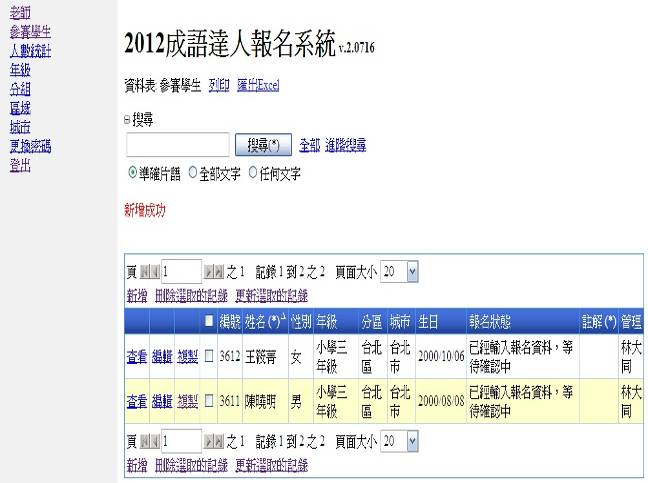 老師
參賽學生
人數統計
年級
分組
區域
城市
更換密碼
登出
2012成語達人報名系統 v.2.0716
資料表: 參賽學生 列印 匯出Excel
搜尋
搜尋(*) 全部 進階搜尋
準確片語 全部文字 任何文字
新增成功
頁 1 之 1 記錄 1 到 2 之 2 頁面大小 20
新增 刪除選取的記錄 更新選取的記錄
編號 姓名 (*) 性別 年級 分區 城市 生日 報名狀態 註解 (*) 管理
查看 編輯 複製 3612 王筱菁 女 小學三年級 台北區 台北市 2000/10/06 已經輸入報名資料，等待確認中 林大同
查看 編輯 複製 3611 陳曉明 男 小學三年級 台北區 台北市 2000/08/08 已經輸入報名資料，等待確認中 林大同
頁 1 之 1 記錄 1 到 2 之 2 頁面大小 20
新增 刪除選取的記錄 更新選取的記錄